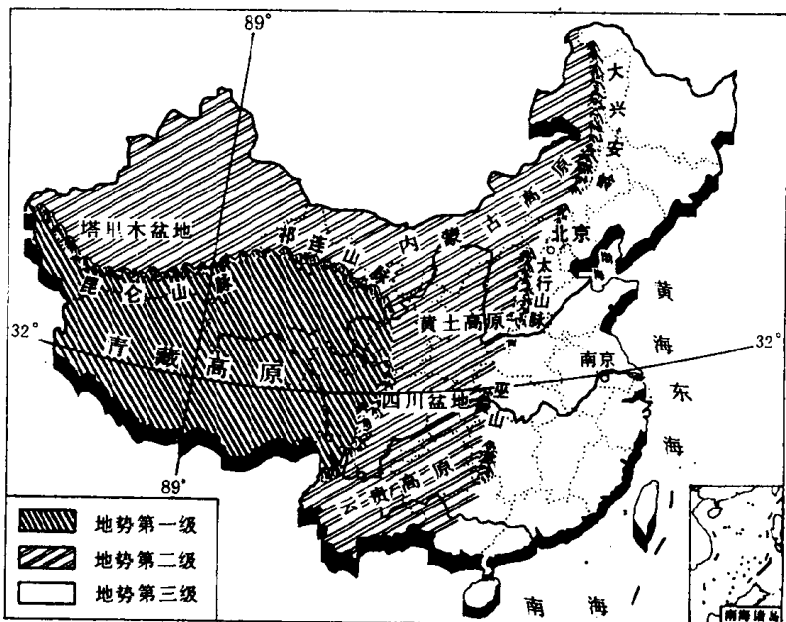 89°
大兴安岭
塔里木盆地
祁连山脉
内蒙古高原
北京
渤海
太行山脉
昆仑山脉
黄海
黄土高原
32°
32°
青藏高原
南京
四川盆地
巫山
东海
云贵高原
89°
地势第一级
地势第二级
地势第三级
南海
南海诸岛